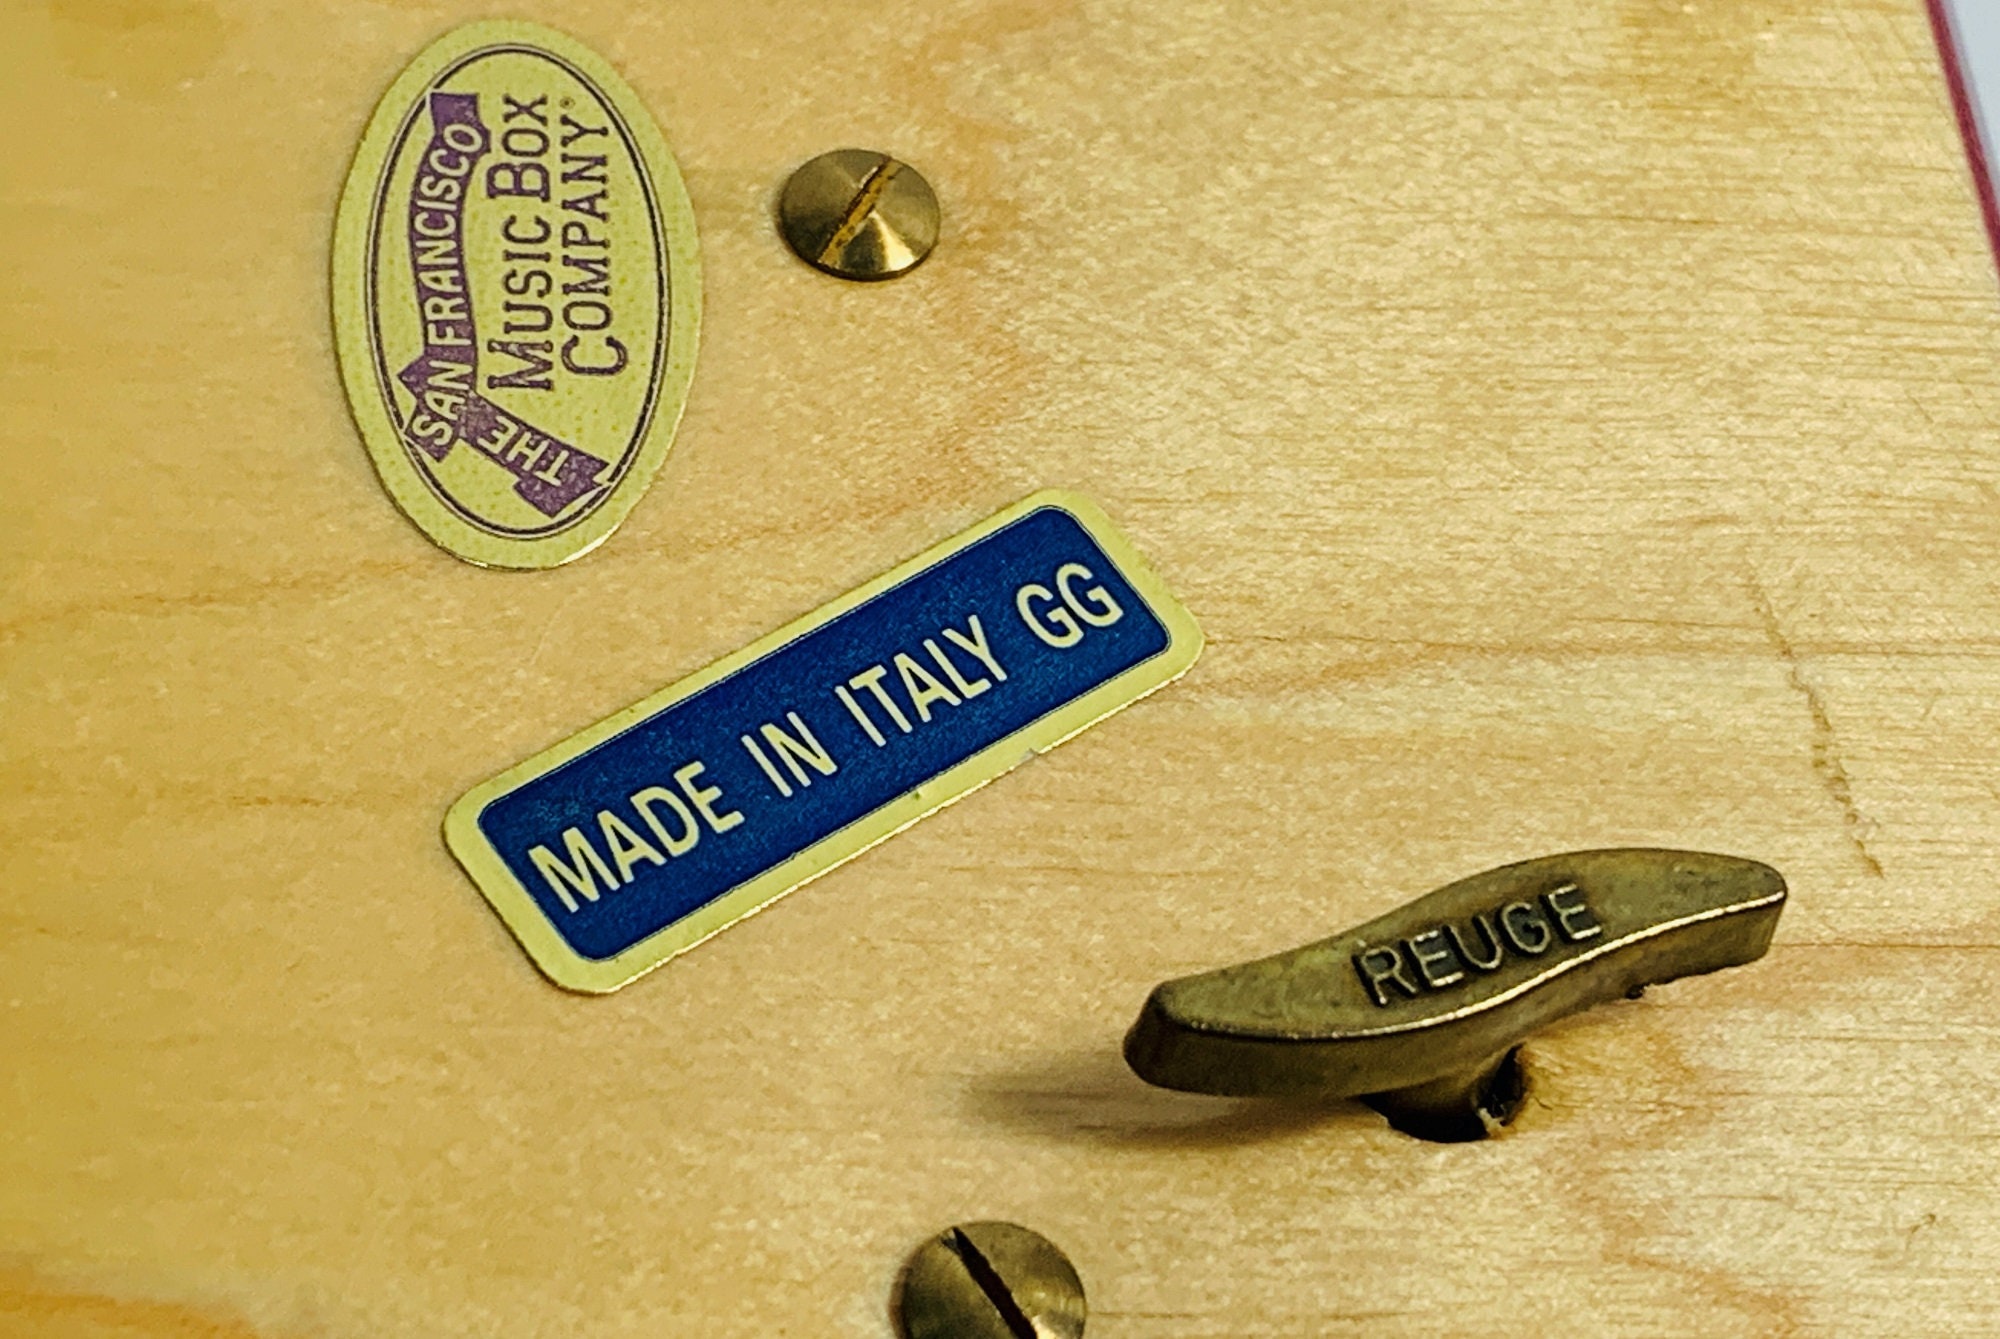 THE SAN FRANCISCO
MUSIC BOX
COMPANY®
MADE IN ITALY GG
REUGE